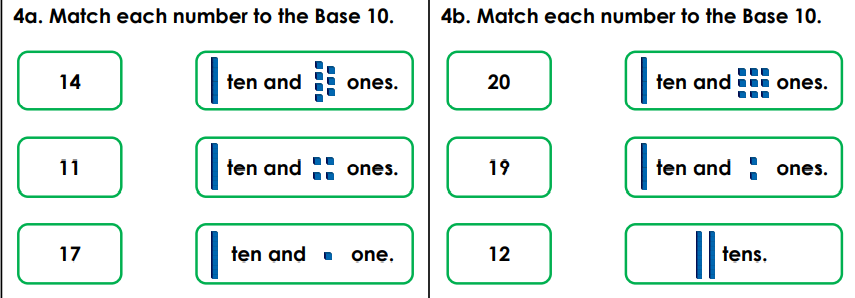 4a. Match each number to the Base 10.
14
ten and ones.
11
ten and ones.
17
ten and one.
4b. Match each number to the Base 10.
20
ten and ones.
19
ten and ones.
12
tens.